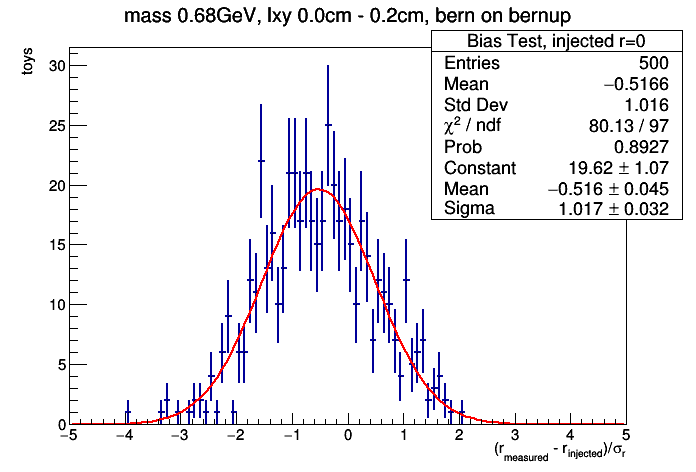 mass 0.68GeV, lxy 0.0cm - 0.2cm, bern on bernup
Bias Test, injected r=0
Entries 500
Mean −0.5166
Std Dev 1.016
χ² / ndf 80.13 / 97
Prob 0.8927
Constant 19.62 ± 1.07
Mean −0.516 ± 0.045
Sigma 1.017 ± 0.032
toys
30
25
20
15
10
5
0
−5 −4 −3 −2 −1 0 1 2 3 4 5
(r_measured - r_injected)/σ_r